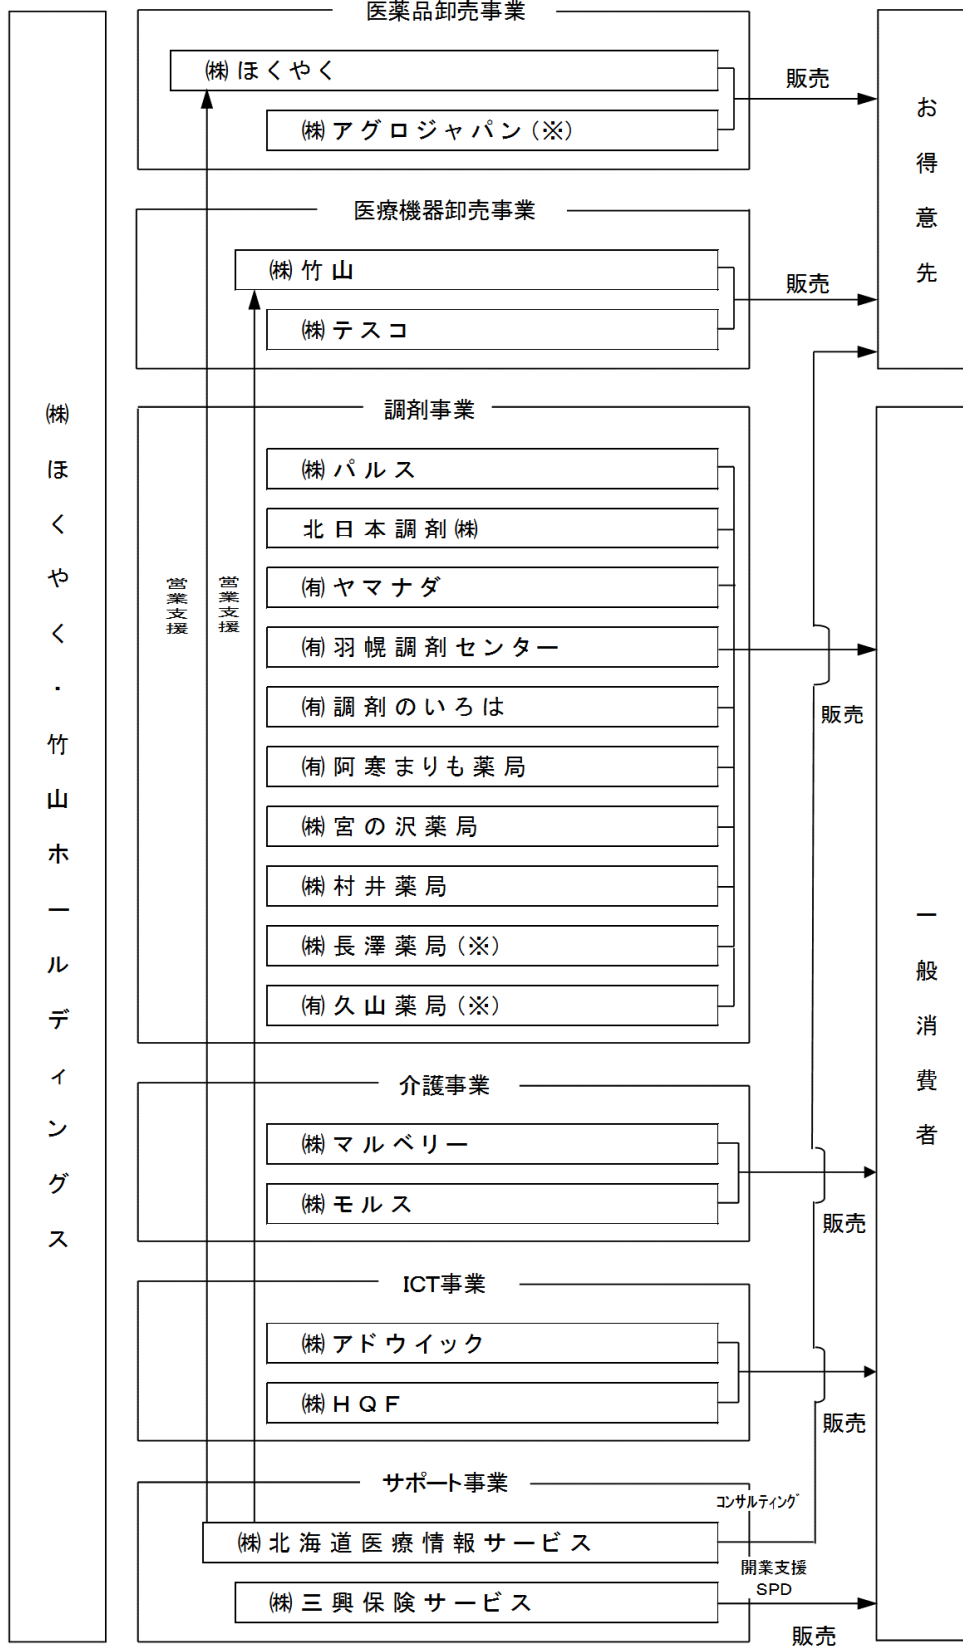 ㈱ほくやく・竹山ホールディングス
医薬品卸売事業
㈱ほくやく
㈱アグロジャパン(※)
販売
お得意先
医療機器卸売事業
㈱竹山
㈱テスコ
販売
調剤事業
㈱パルス
北日本調剤㈱
㈲ヤマナダ
㈲羽幌調剤センター
㈲調剤のいろは
㈲阿寒まりも薬局
㈱宮の沢薬局
㈱村井薬局
㈱長澤薬局(※)
㈲久山薬局(※)
営業支援
営業支援
販売
一般消費者
介護事業
㈱マルベリー
㈱モルス
販売
ICT事業
㈱アドウイック
㈱HQF
販売
サポート事業
コンサルティング
㈱北海道医療情報サービス
開業支援
SPD
㈱三興保険サービス
販売